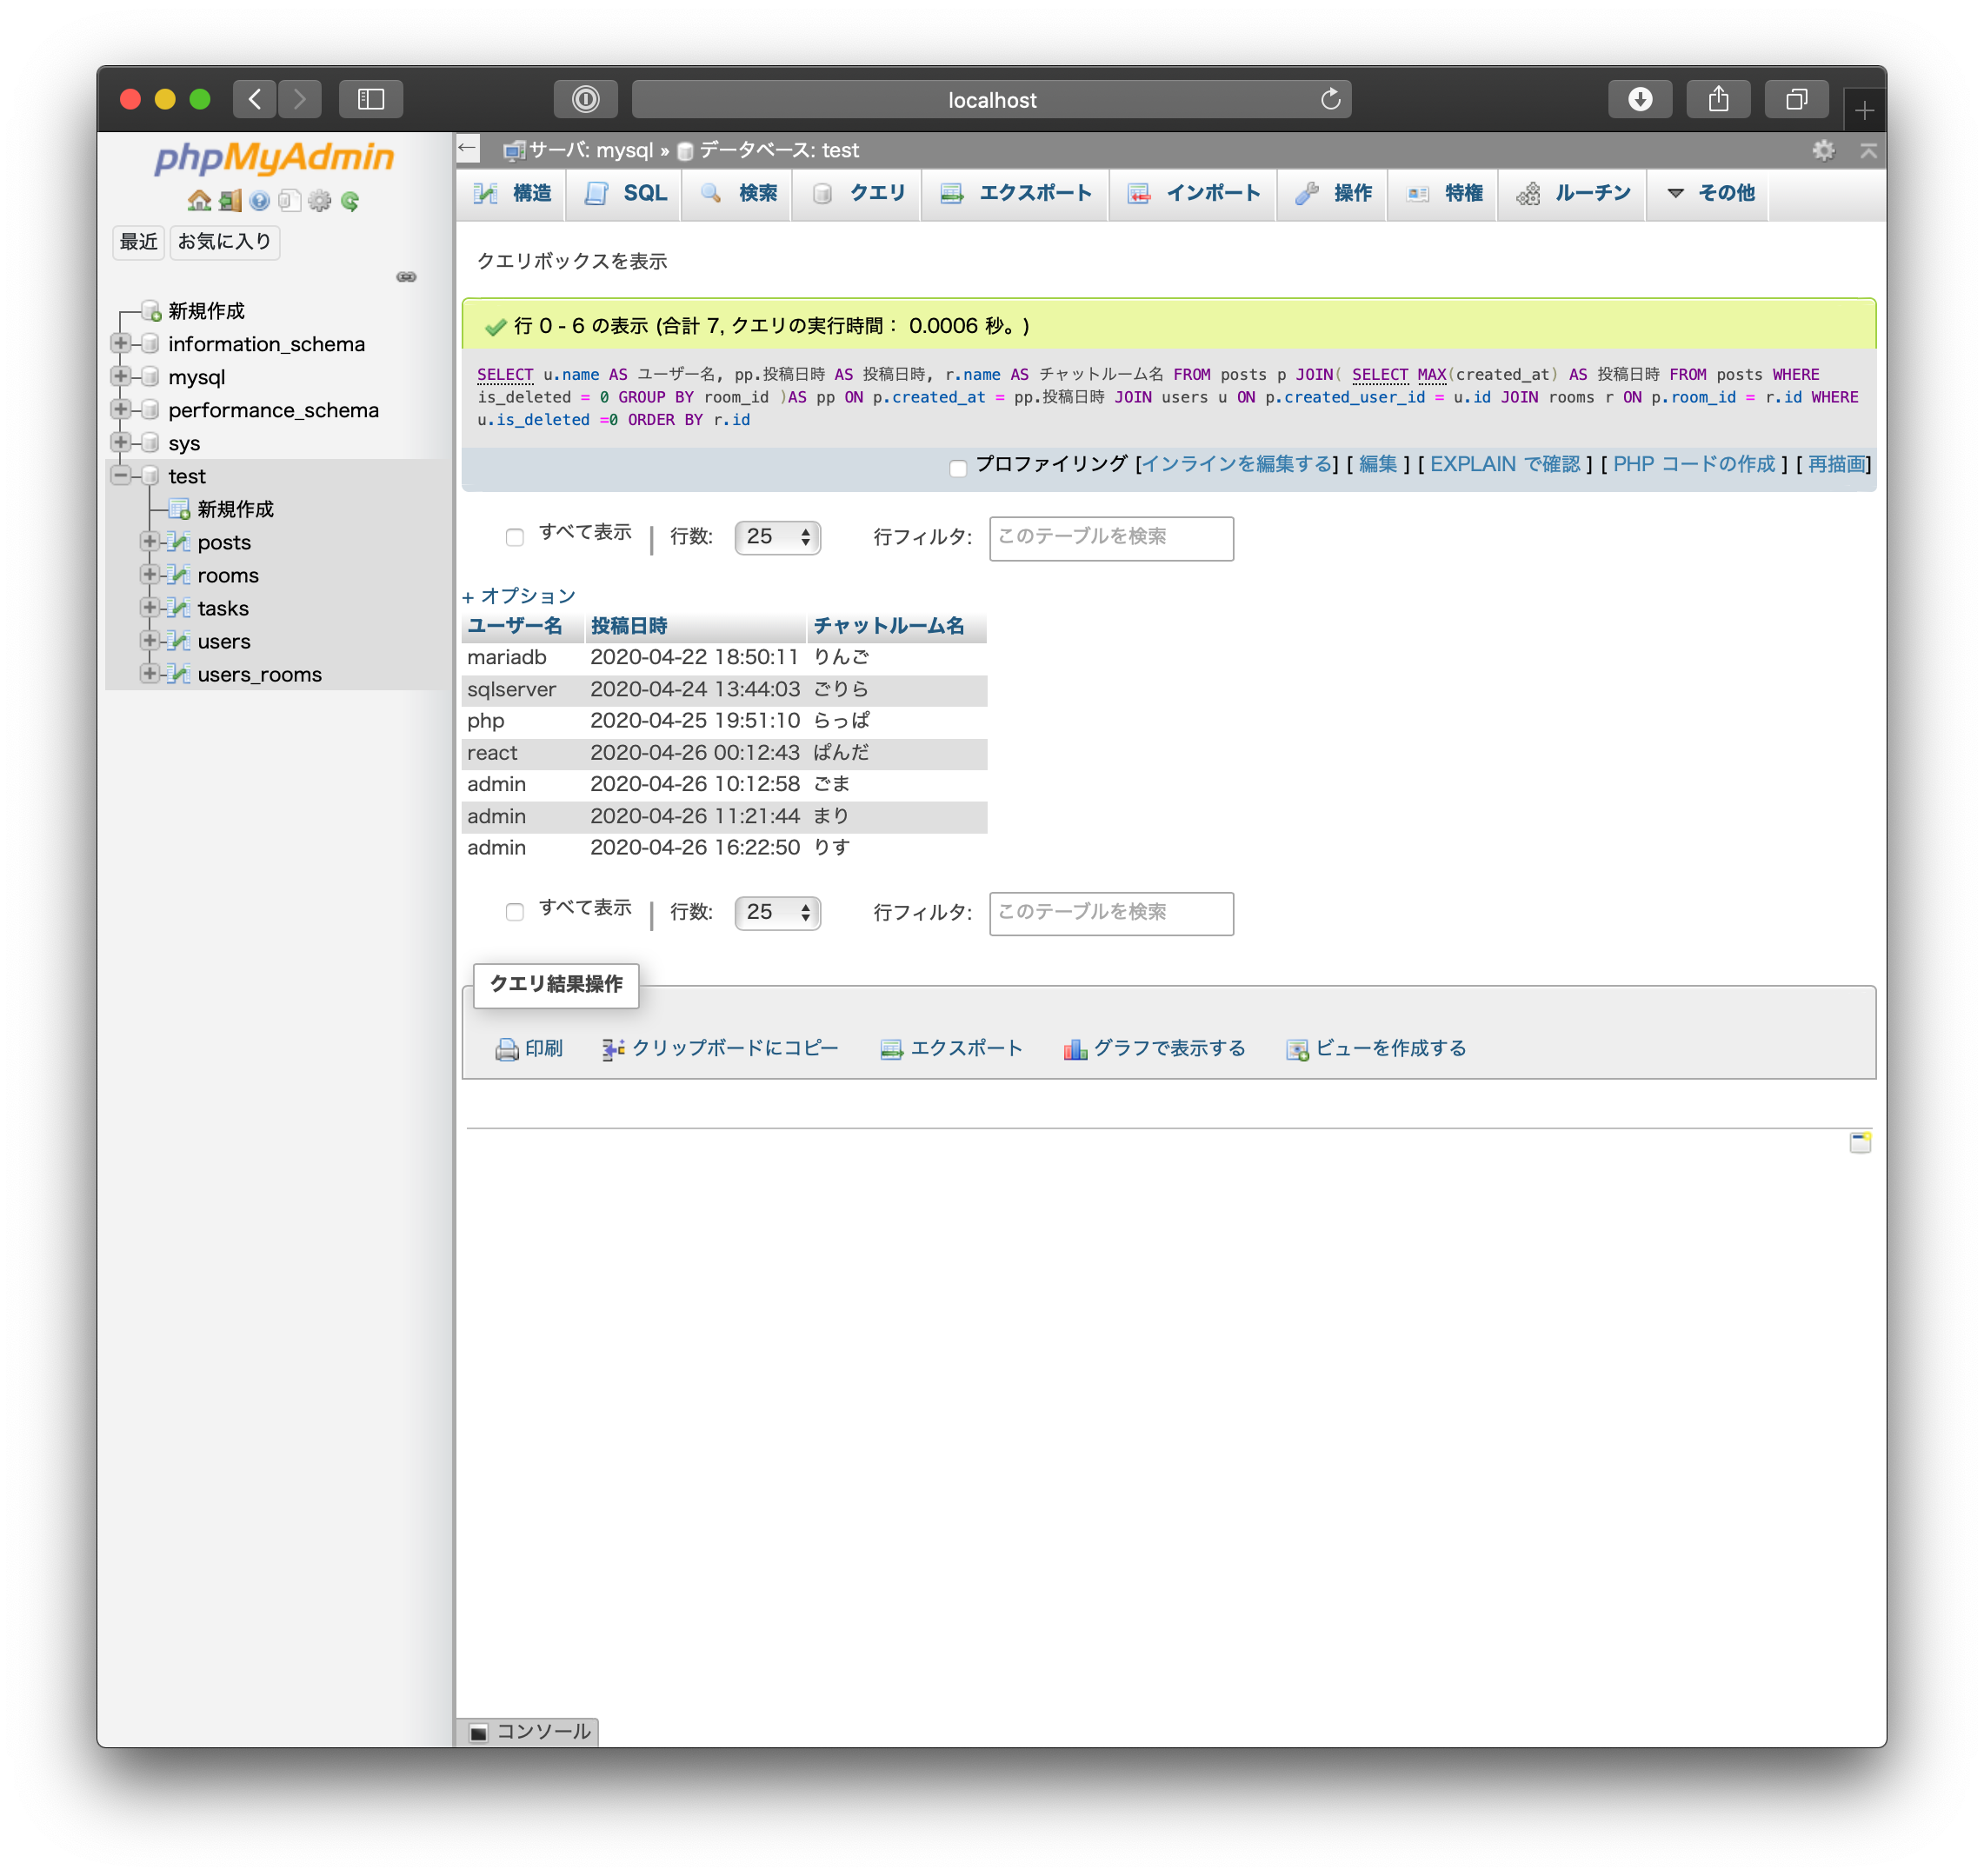 localhost
phpMyAdmin
最近
お気に入り
新規作成
information_schema
mysql
performance_schema
sys
test
新規作成
posts
rooms
tasks
users
users_rooms
サーバ: mysql » データベース: test
構造 SQL 検索 クエリ エクスポート インポート 操作 特権 ルーチン その他
クエリボックスを表示
行 0 - 6 の表示 (合計 7, クエリの実行時間： 0.0006 秒。)
SELECT u.name AS ユーザー名, pp.投稿日時 AS 投稿日時, r.name AS チャットルーム名 FROM posts p JOIN( SELECT MAX(created_at) AS 投稿日時 FROM posts WHERE
is_deleted = 0 GROUP BY room_id )AS pp ON p.created_at = pp.投稿日時 JOIN users u ON p.created_user_id = u.id JOIN rooms r ON p.room_id = r.id WHERE
u.is_deleted =0 ORDER BY r.id
プロファイリング [インラインを編集する] [ 編集 ] [ EXPLAIN で確認 ] [ PHP コードの作成 ] [ 再描画]
すべて表示 | 行数: 25 行フィルタ: このテーブルを検索
+ オプション
ユーザー名 投稿日時 チャットルーム名
mariadb 2020-04-22 18:50:11 りんご
sqlserver 2020-04-24 13:44:03 ごりら
php 2020-04-25 19:51:10 らっぱ
react 2020-04-26 00:12:43 ぱんだ
admin 2020-04-26 10:12:58 ごま
admin 2020-04-26 11:21:44 まり
admin 2020-04-26 16:22:50 りす
すべて表示 | 行数: 25 行フィルタ: このテーブルを検索
クエリ結果操作
印刷 クリップボードにコピー エクスポート グラフで表示する ビューを作成する
コンソール